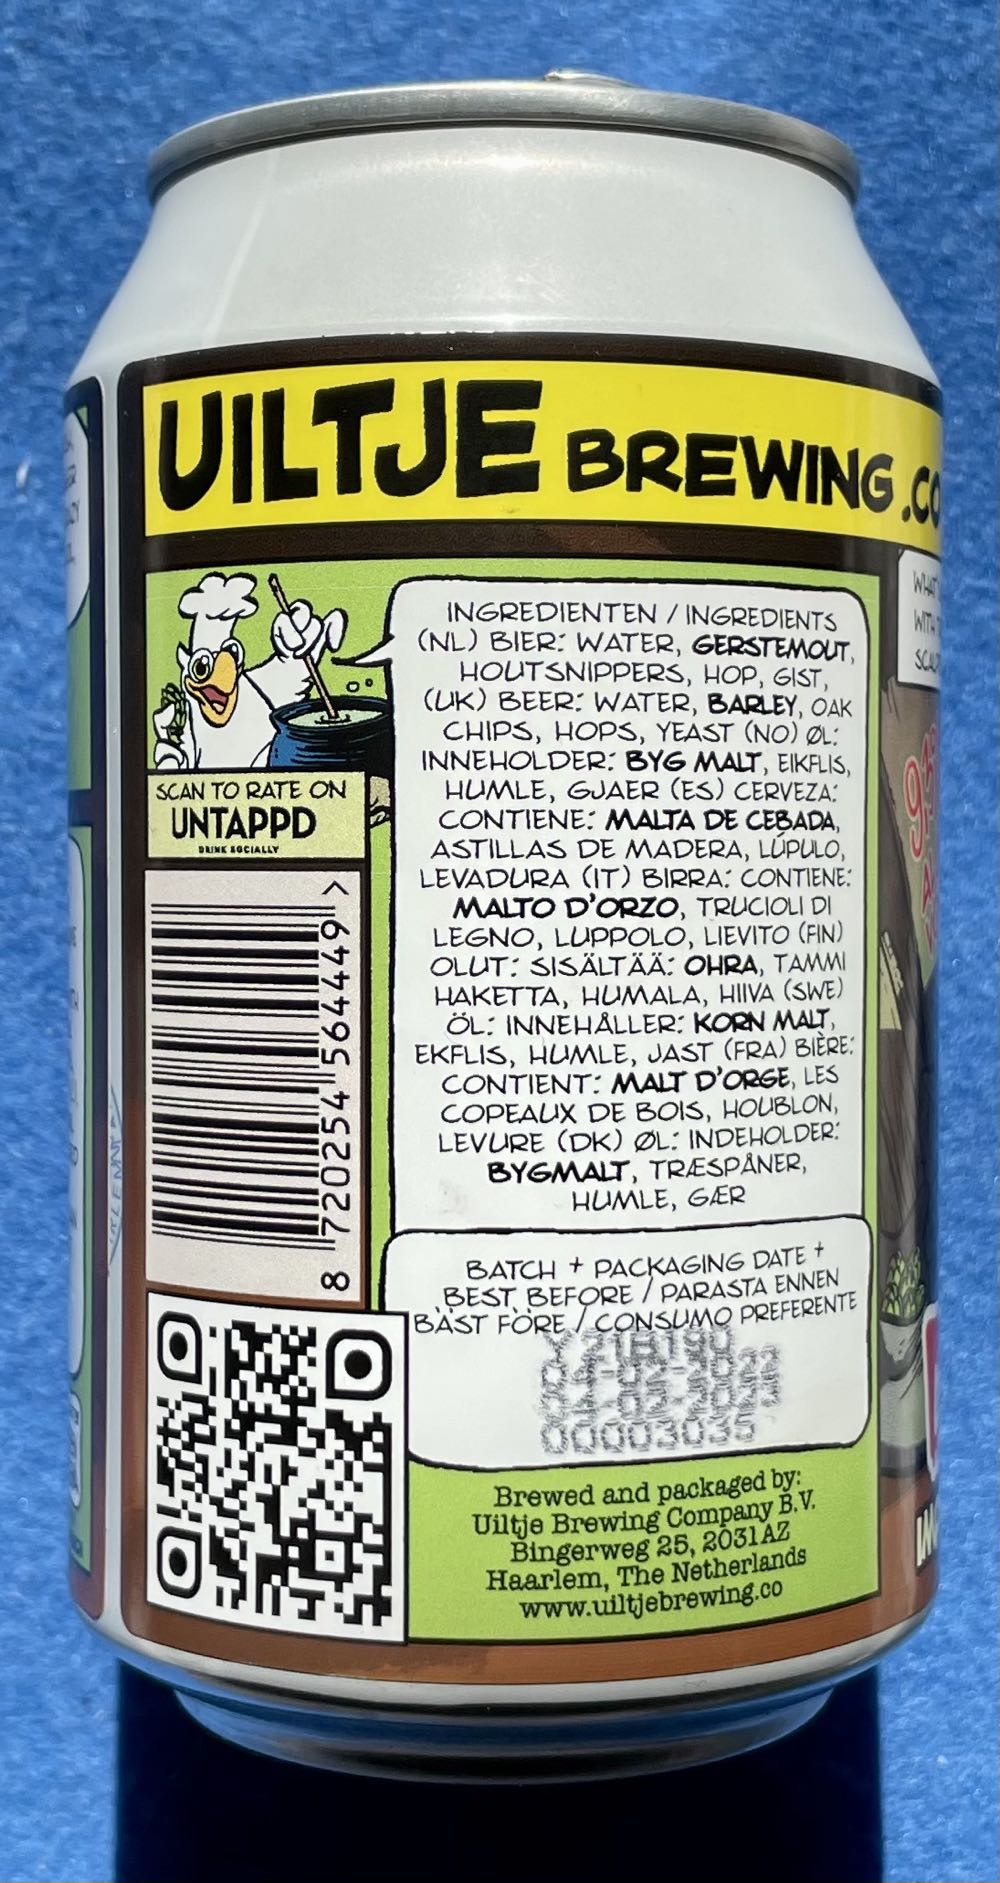 UILTJE BREWING .CO
INGREDIENTEN / INGREDIENTS
(NL) BIER: WATER, GERSTEMOUT,
HOUTSNIPPERS, HOP, GIST,
(UK) BEER: WATER, BARLEY, OAK
CHIPS, HOPS, YEAST (NO) ØL:
INNEHOLDER: BYG MALT, EIKFLIS,
HUMLE, GJAER (ES) CERVEZA:
CONTIENE: MALTA DE CEBADA,
ASTILLAS DE MADERA, LÚPULO,
LEVADURA (IT) BIRRA: CONTIENE:
MALTO D'ORZO, TRUCIOLI DI
LEGNO, LUPPOLO, LIEVITO (FIN)
OLUT: SISÄLTÄÄ: OHRA, TAMMI
HAKETTA, HUMALA, HIIVA (SWE)
ÖL: INNEHÅLLER: KORN MALT,
EKFLIS, HUMLE, JAST (FRA) BIÈRE:
CONTIENT: MALT D'ORGE, LES
COPEAUX DE BOIS, HOUBLON,
LEVURE (DK) ØL: INDEHOLDER:
BYGMALT, TRÆSPÅNER,
HUMLE, GÆR
SCAN TO RATE ON
UNTAPPD
DRINK SOCIALLY
8 720254 564449 >
BATCH + PACKAGING DATE +
BEST BEFORE / PARASTA ENNEN
BÄST FÖRE / CONSUMO PREFERENTE
Brewed and packaged by:
Uiltje Brewing Company B.V.
Bingerweg 25, 2031AZ
Haarlem, The Netherlands
www.uiltjebrewing.co